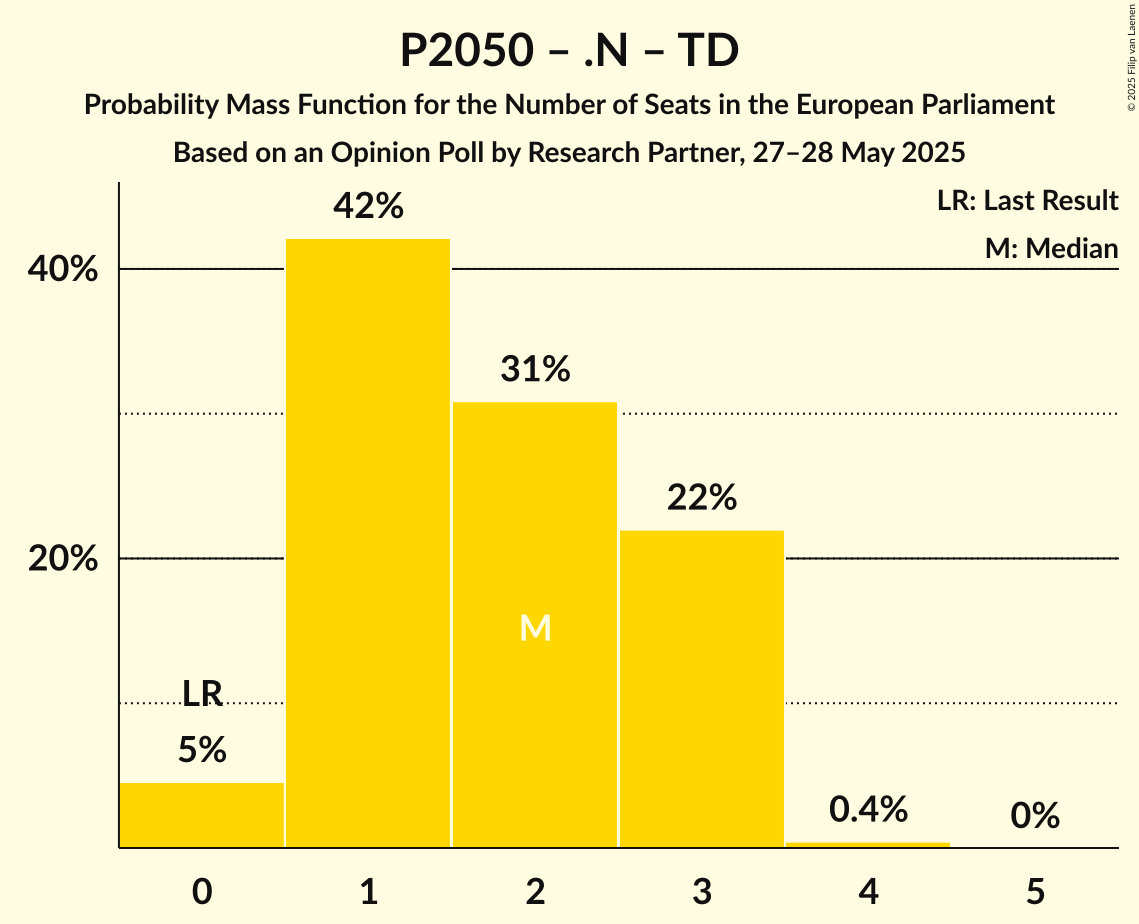 P2050 – .N – TD
Probability Mass Function for the Number of Seats in the European Parliament
Based on an Opinion Poll by Research Partner, 27–28 May 2025
© 2025 Filip van Laenen
LR: Last Result
M: Median
42%
40%
31%
22%
20%
M
LR
5%
0.4%
0%
0 1 2 3 4 5